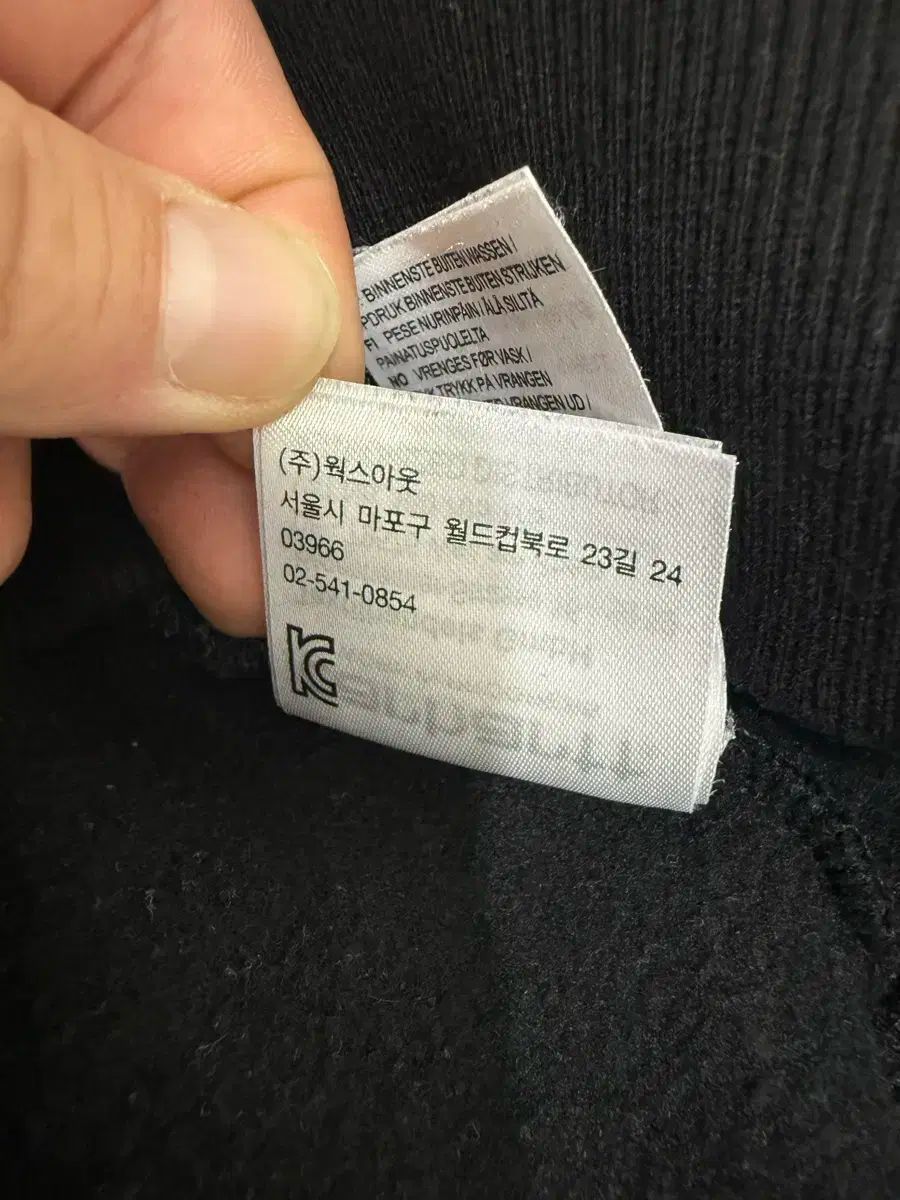 BINNENSTE BUITEN WASSEN /
PDRUK BINNENSTE BUITEN STRIJKEN
FI PESE NURINPÄIN / ÄLÄ SILITÄ
PAINATUSPUOLELTA
NO VRENGES FØR VASK /
TRYKK PÅ VRANGEN
VRANGEN UD /
(주)웍스아웃
서울시 마포구 월드컵북로 23길 24
03966
02-541-0854